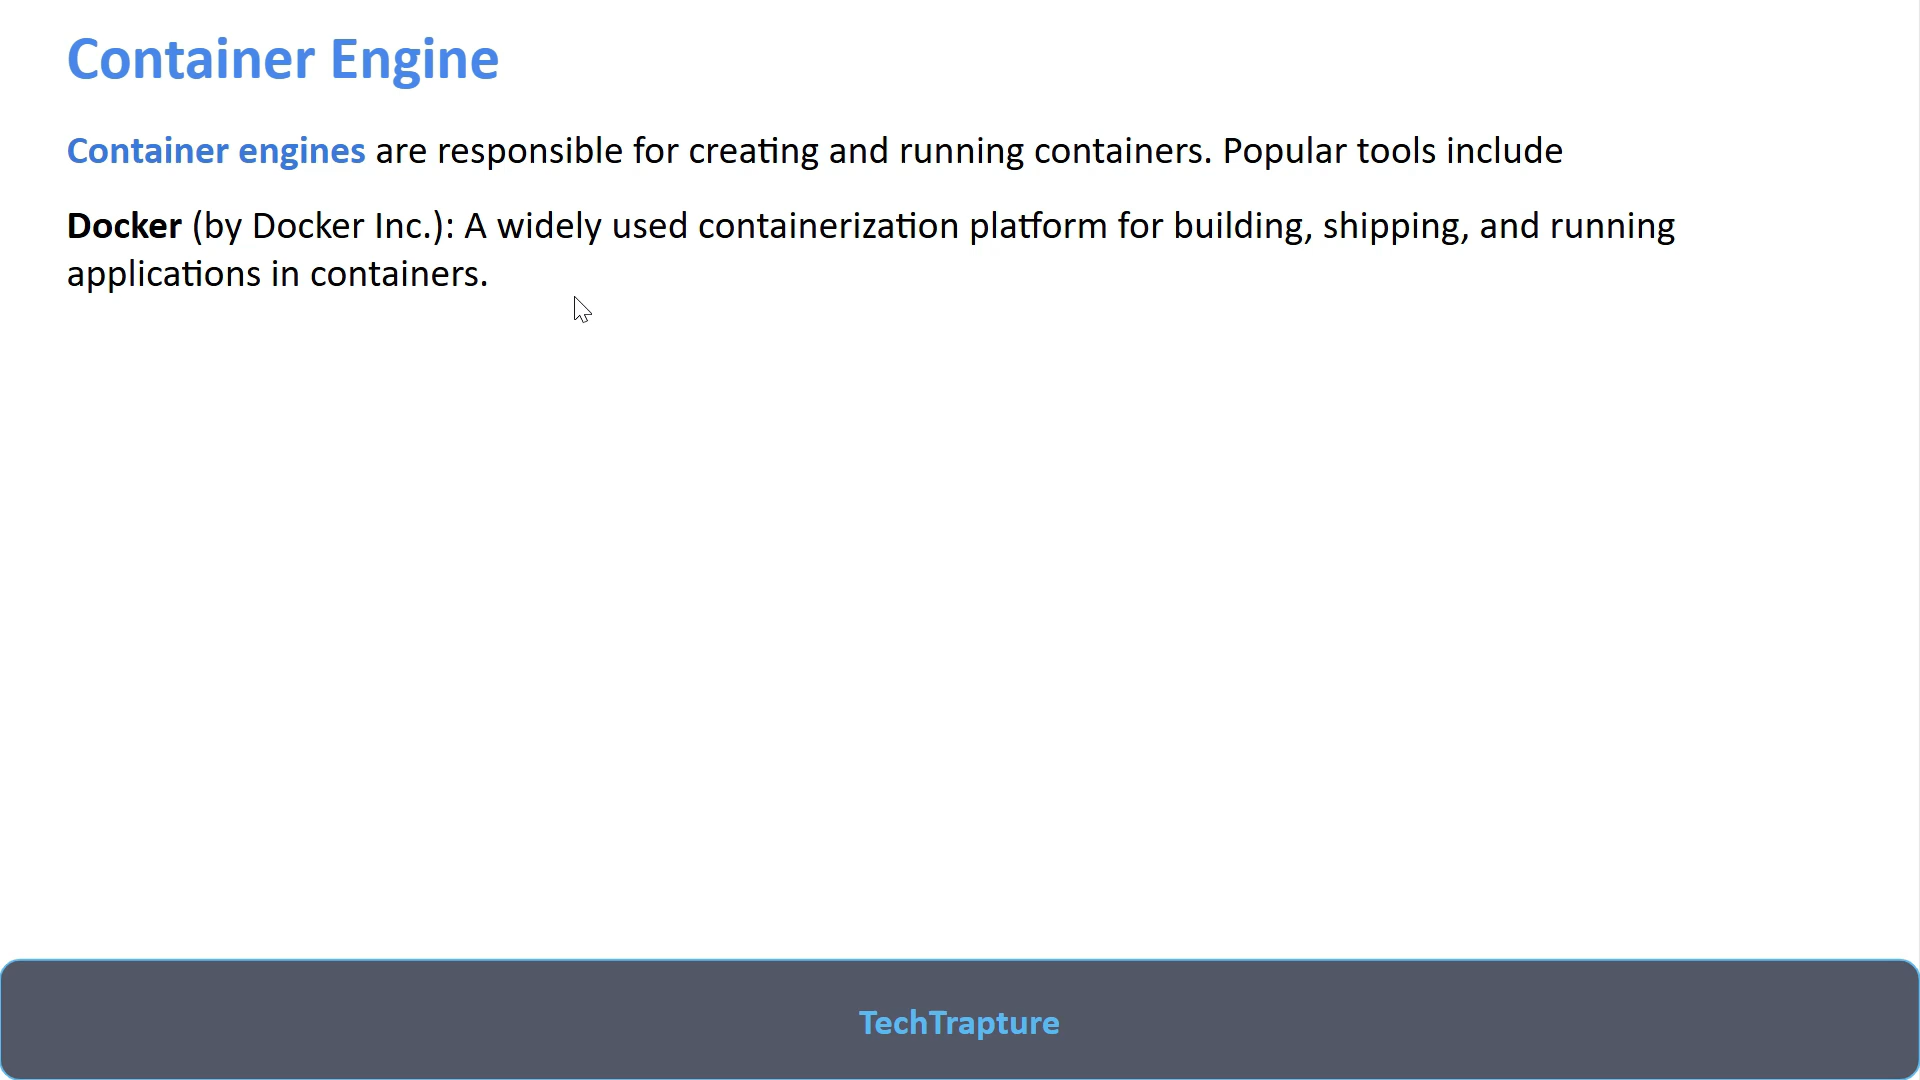 Container Engine
Container engines are responsible for creating and running containers. Popular tools include
Docker (by Docker Inc.): A widely used containerization platform for building, shipping, and running
applications in containers.
TechTrapture